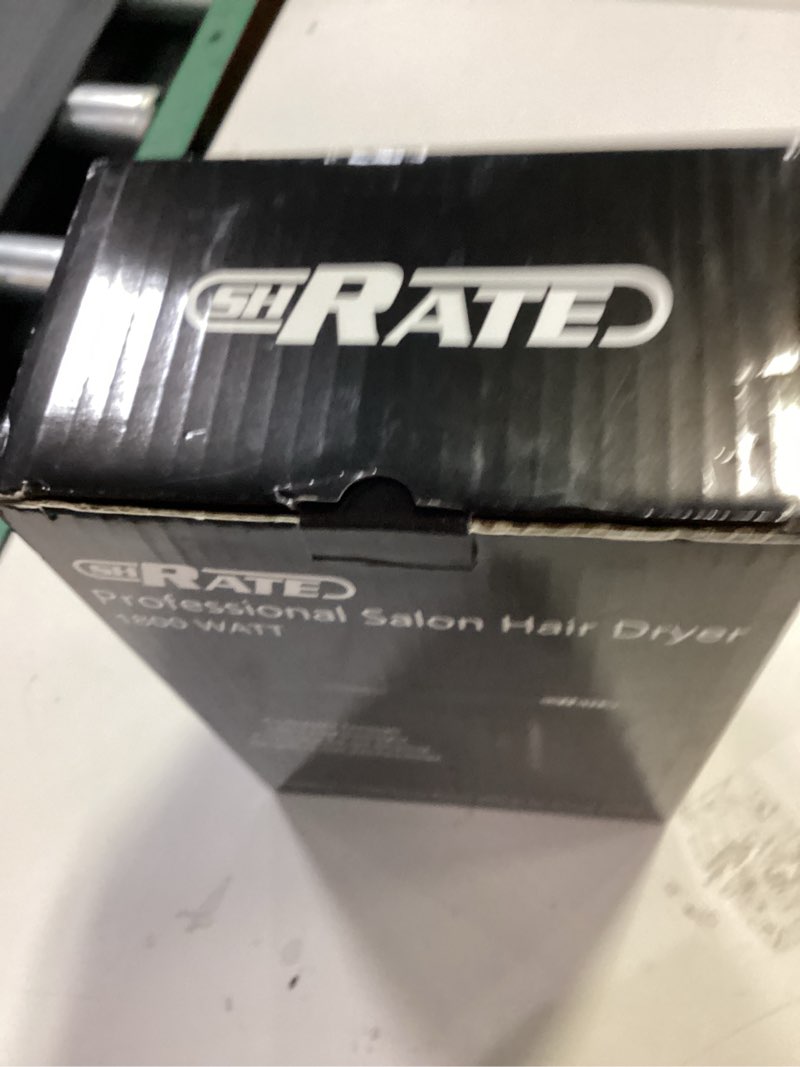 SHRATE
SHRATE
Professional Salon Hair Dryer
1800 WATT